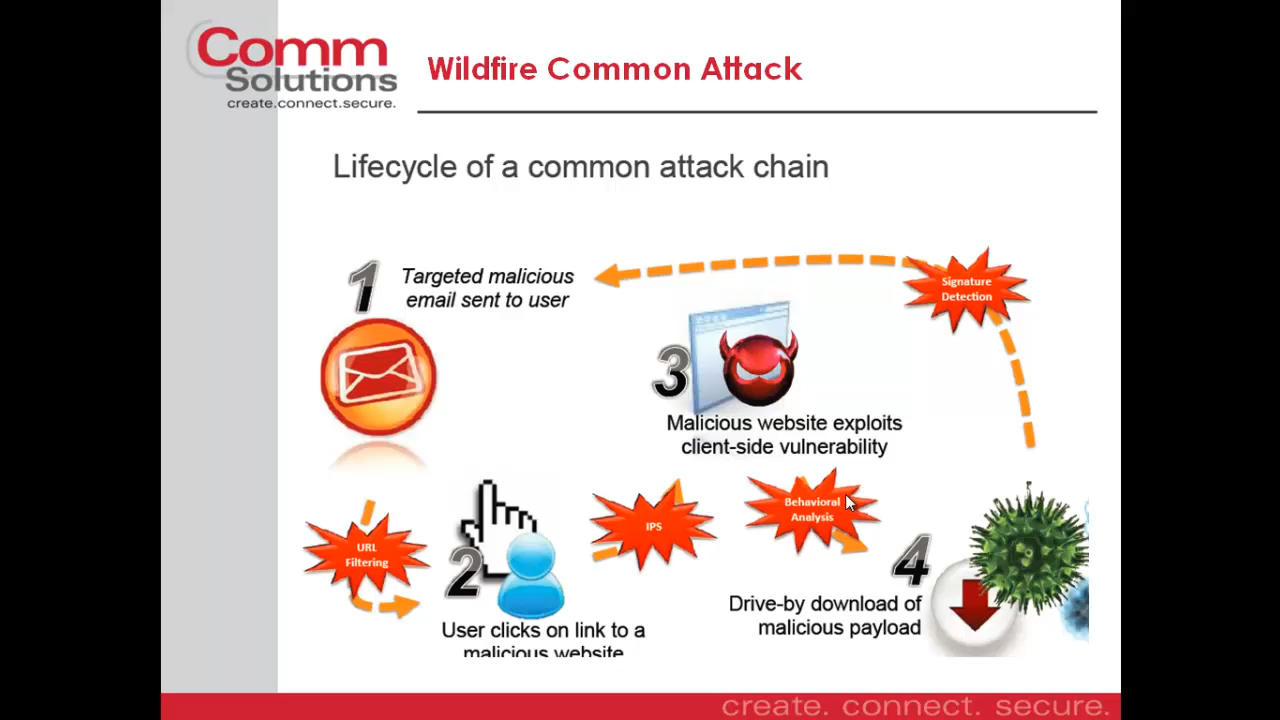 Comm
Solutions
create.connect.secure.
Wildfire Common Attack
Lifecycle of a common attack chain
1
Targeted malicious
email sent to user
Signature
Detection
3
Malicious website exploits
client-side vulnerability
URL
Filtering
2
User clicks on link to a
malicious website
IPS
Behavioral
Analysis
4
Drive-by download of
malicious payload
create. connect. secure.